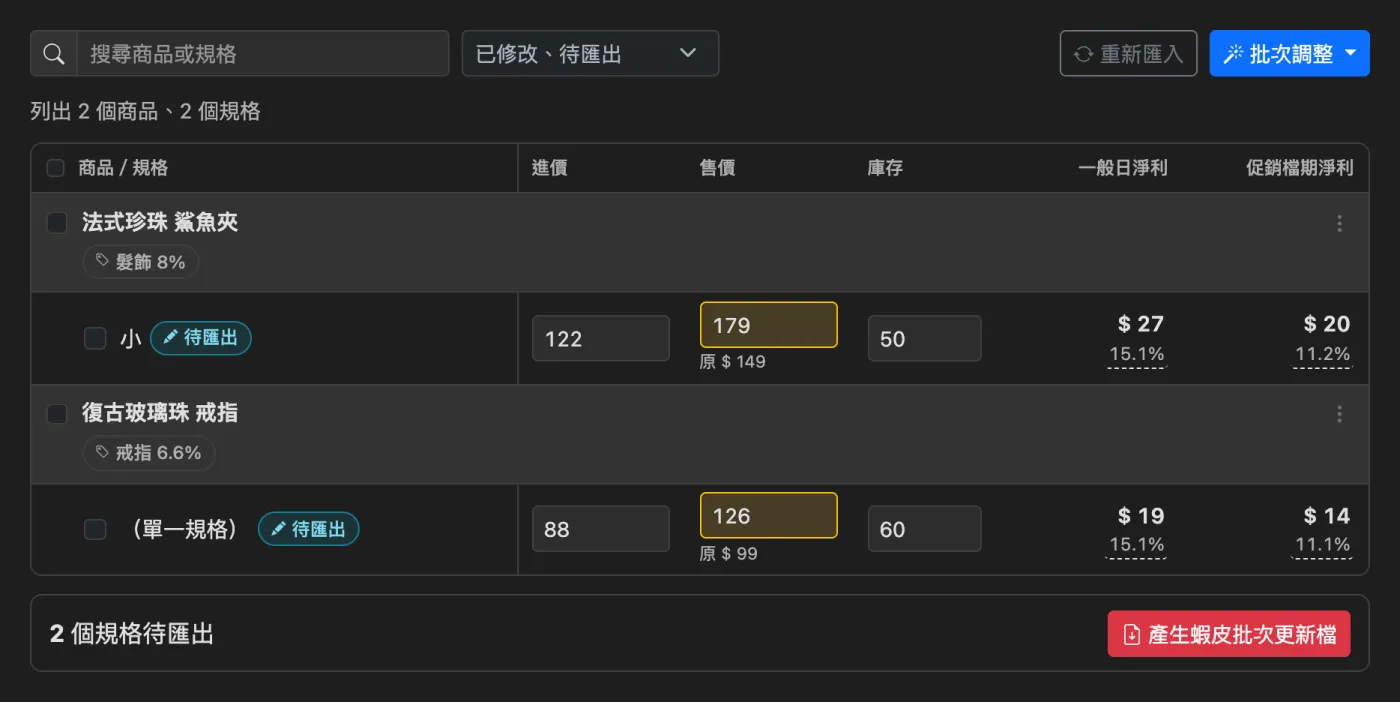 搜尋商品或規格
已修改、待匯出
重新匯入
批次調整
列出 2 個商品、2 個規格
商品 / 規格 進價 售價 庫存 一般日淨利 促銷檔期淨利
法式珍珠 鯊魚夾
髮飾 8%
小 待匯出 122 179 50 $ 27 $ 20
原 $ 149 15.1% 11.2%
復古玻璃珠 戒指
戒指 6.6%
（單一規格） 待匯出 88 126 60 $ 19 $ 14
原 $ 99 15.1% 11.1%
2 個規格待匯出
產生蝦皮批次更新檔